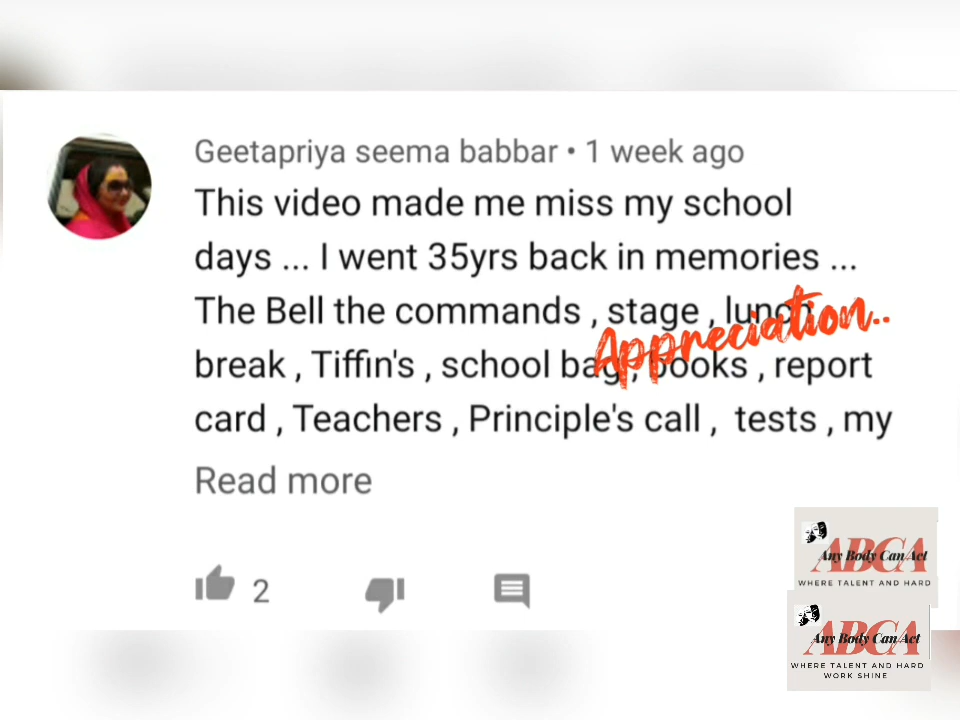 Geetapriya seema babbar • 1 week ago
This video made me miss my school
days ... I went 35yrs back in memories ...
The Bell the commands , stage , lunch
Appreciation..
break , Tiffin's , school bag , books , report
card , Teachers , Principle's call , tests , my
Read more
2
ABCA
Any Body Can Act
WHERE TALENT AND HARD
ABCA
Any Body Can Act
WHERE TALENT AND HARD
WORK SHINE